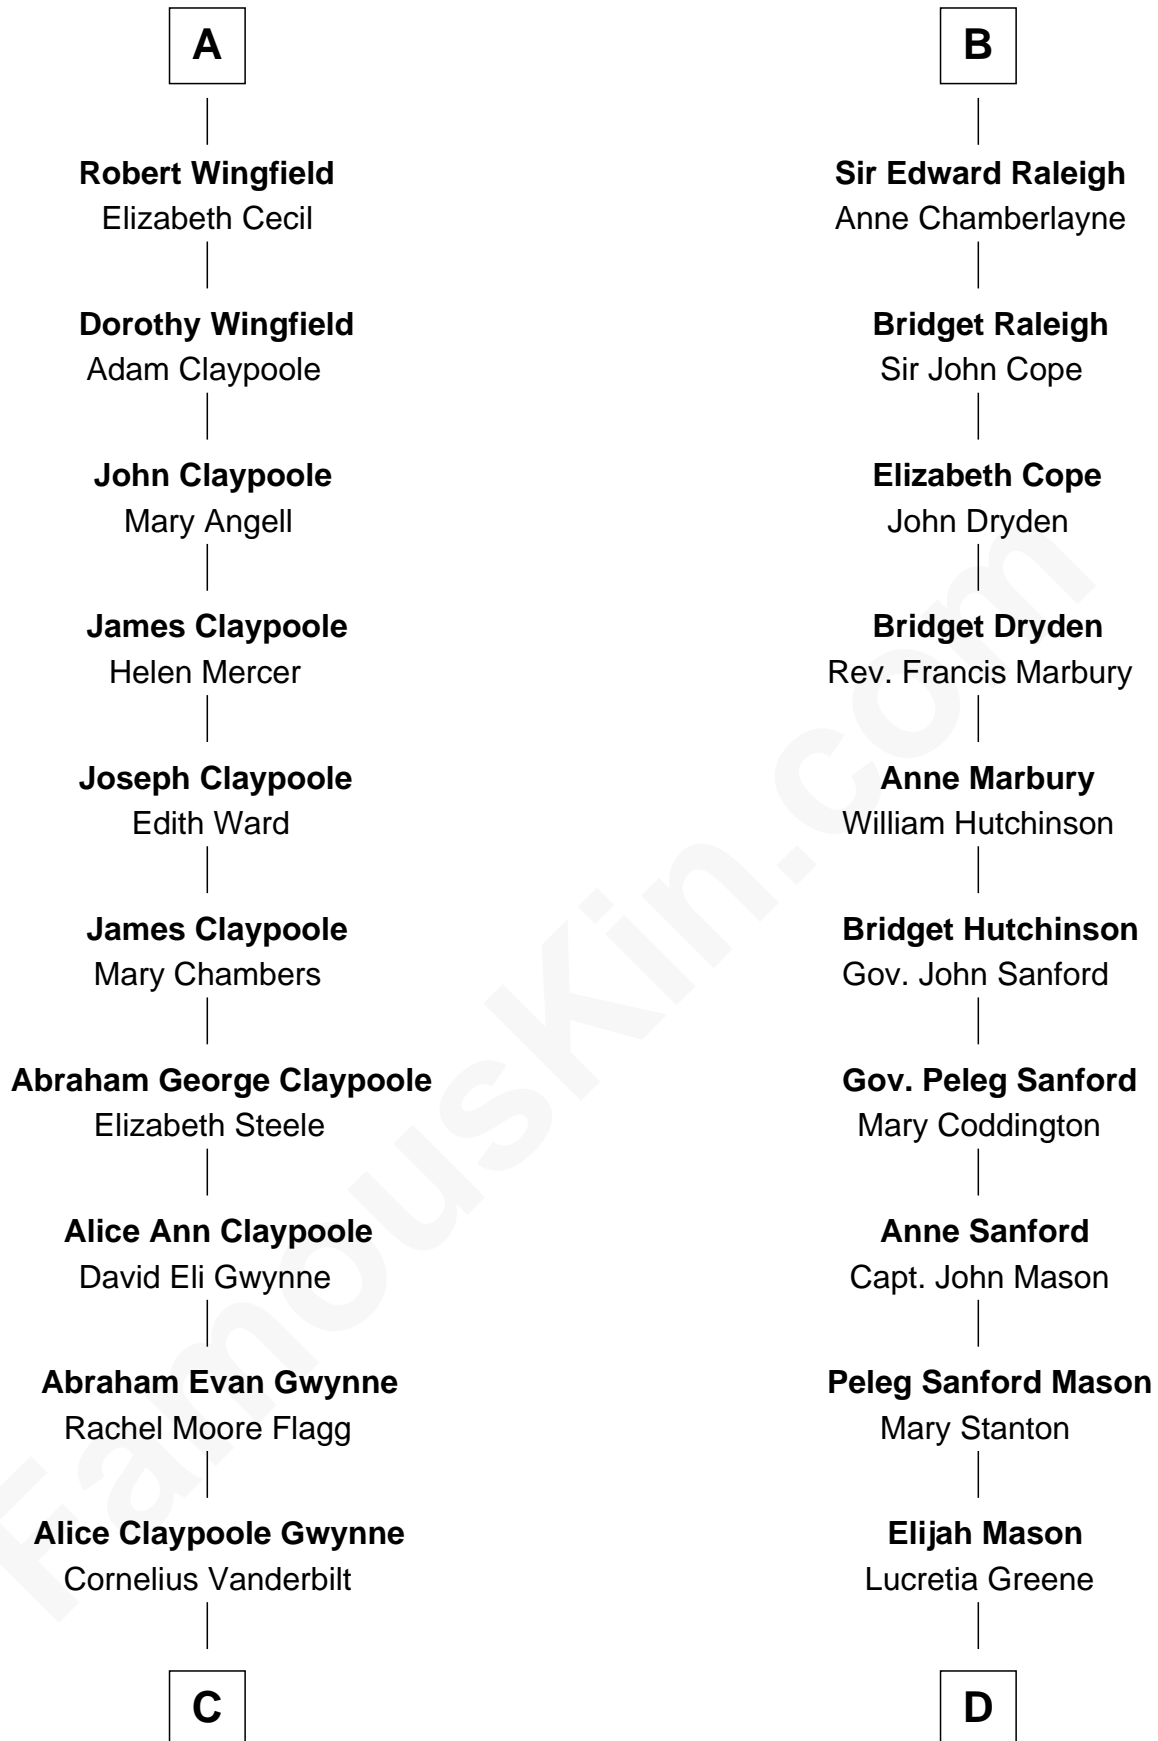 A
Robert Wingfield
Elizabeth Cecil
Dorothy Wingfield
Adam Claypoole
John Claypoole
Mary Angell
James Claypoole
Helen Mercer
Joseph Claypoole
Edith Ward
James Claypoole
Mary Chambers
Abraham George Claypoole
Elizabeth Steele
Alice Ann Claypoole
David Eli Gwynne
Abraham Evan Gwynne
Rachel Moore Flagg
Alice Claypoole Gwynne
Cornelius Vanderbilt
C
B
Sir Edward Raleigh
Anne Chamberlayne
Bridget Raleigh
Sir John Cope
Elizabeth Cope
John Dryden
Bridget Dryden
Rev. Francis Marbury
Anne Marbury
William Hutchinson
Bridget Hutchinson
Gov. John Sanford
Gov. Peleg Sanford
Mary Coddington
Anne Sanford
Capt. John Mason
Peleg Sanford Mason
Mary Stanton
Elijah Mason
Lucretia Greene
D
FamousKin.com